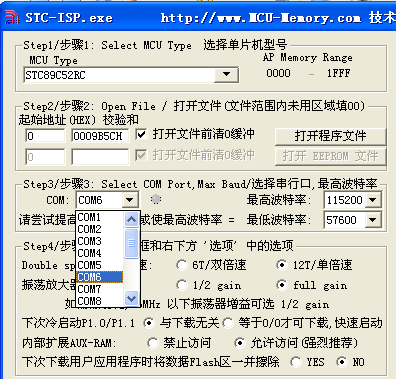 STC-ISP.exe http://www.MCU-Memory.com 技术
Step1/步骤1: Select MCU Type 选择单片机型号
MCU Type AP Memory Range
STC89C52RC 0000 - 1FFF
Step2/步骤2: Open File / 打开文件(文件范围内未用区域填00)
起始地址(HEX) 校验和
0 0009B5CH 打开文件前清0缓冲 打开程序文件
0 打开文件前清0缓冲 打开 EEPROM 文件
Step3/步骤3: Select COM Port,Max Baud/选择串行口,最高波特率
COM: COM6 最高波特率: 115200
请尝试提高 或使最高波特率 = 最低波特率: 57600
COM1
COM2
COM3
COM4
COM5
COM6
COM7
COM8
Step4/步 框和右下方 '选项' 中的选项
Double sp 速: 6T/双倍速 12T/单倍速
振荡放大器 1/2 gain full gain
如 MHz 以下振荡器增益可选 1/2 gain
下次冷启动P1.0/P1.1 与下载无关 等于0/0才可下载,快速启动
内部扩展AUX-RAM: 禁止访问 允许访问(强烈推荐)
下次下载用户应用程序时将数据Flash区一并擦除 YES NO